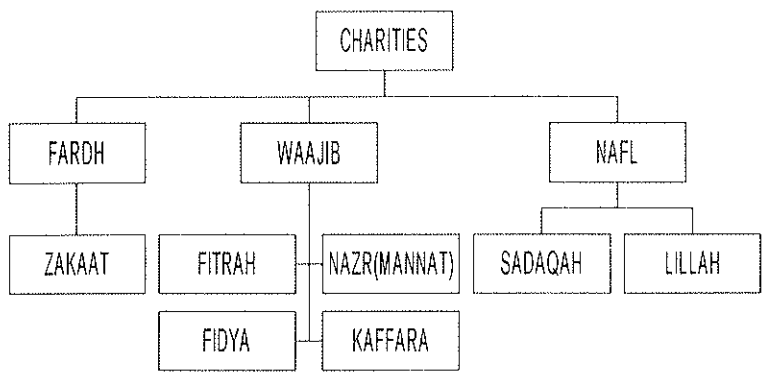 CHARITIES
FARDH
WAAJIB
NAFL
ZAKAAT
FITRAH
NAZR(MANNAT)
SADAQAH
LILLAH
FIDYA
KAFFARA